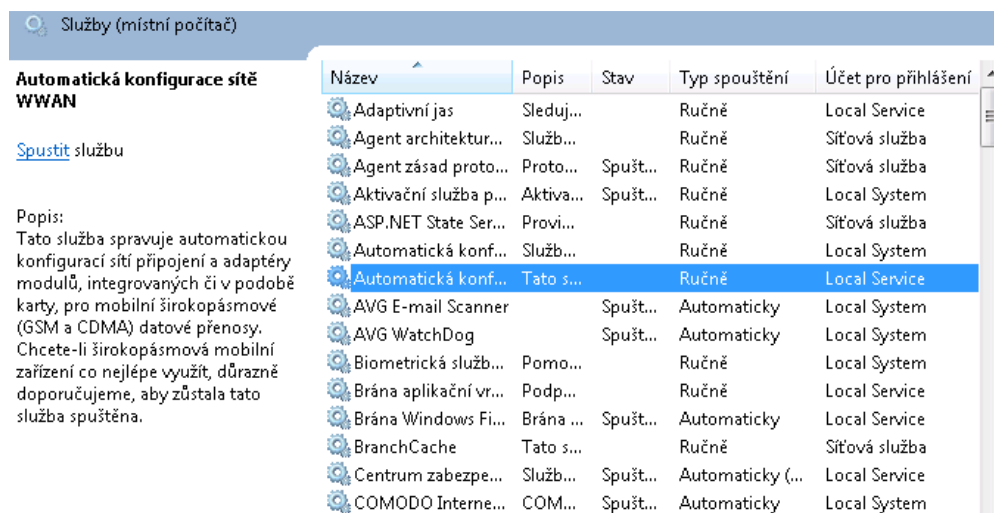 Služby (místní počítač)
Automatická konfigurace sítě
WWAN
Spustit službu
Popis:
Tato služba spravuje automatickou
konfigurací sítí připojení a adaptéry
modulů, integrovaných či v podobě
karty, pro mobilní širokopásmové
(GSM a CDMA) datové přenosy.
Chcete-li širokopásmová mobilní
zařízení co nejlépe využít, důrazně
doporučujeme, aby zůstala tato
služba spuštěna.
Název Popis Stav Typ spouštění Účet pro přihlášení
Adaptivní jas Sleduj... Ručně Local Service
Agent architektur... Služb... Ručně Síťová služba
Agent zásad proto... Proto... Spušt... Ručně Síťová služba
Aktivační služba p... Aktiva... Spušt... Ručně Local System
ASP.NET State Ser... Provi... Ručně Síťová služba
Automatická konf... Služb... Ručně Local System
Automatická konf... Tato s... Ručně Local Service
AVG E-mail Scanner Spušt... Automaticky Local System
AVG WatchDog Spušt... Automaticky Local System
Biometrická služb... Pomo... Ručně Local System
Brána aplikační vr... Podp... Ručně Local Service
Brána Windows Fi... Brána ... Spušt... Automaticky Local Service
BranchCache Tato s... Ručně Síťová služba
Centrum zabezpe... Služb... Spušt... Automaticky (... Local Service
COMODO Interne... COM... Spušt... Automaticky Local System